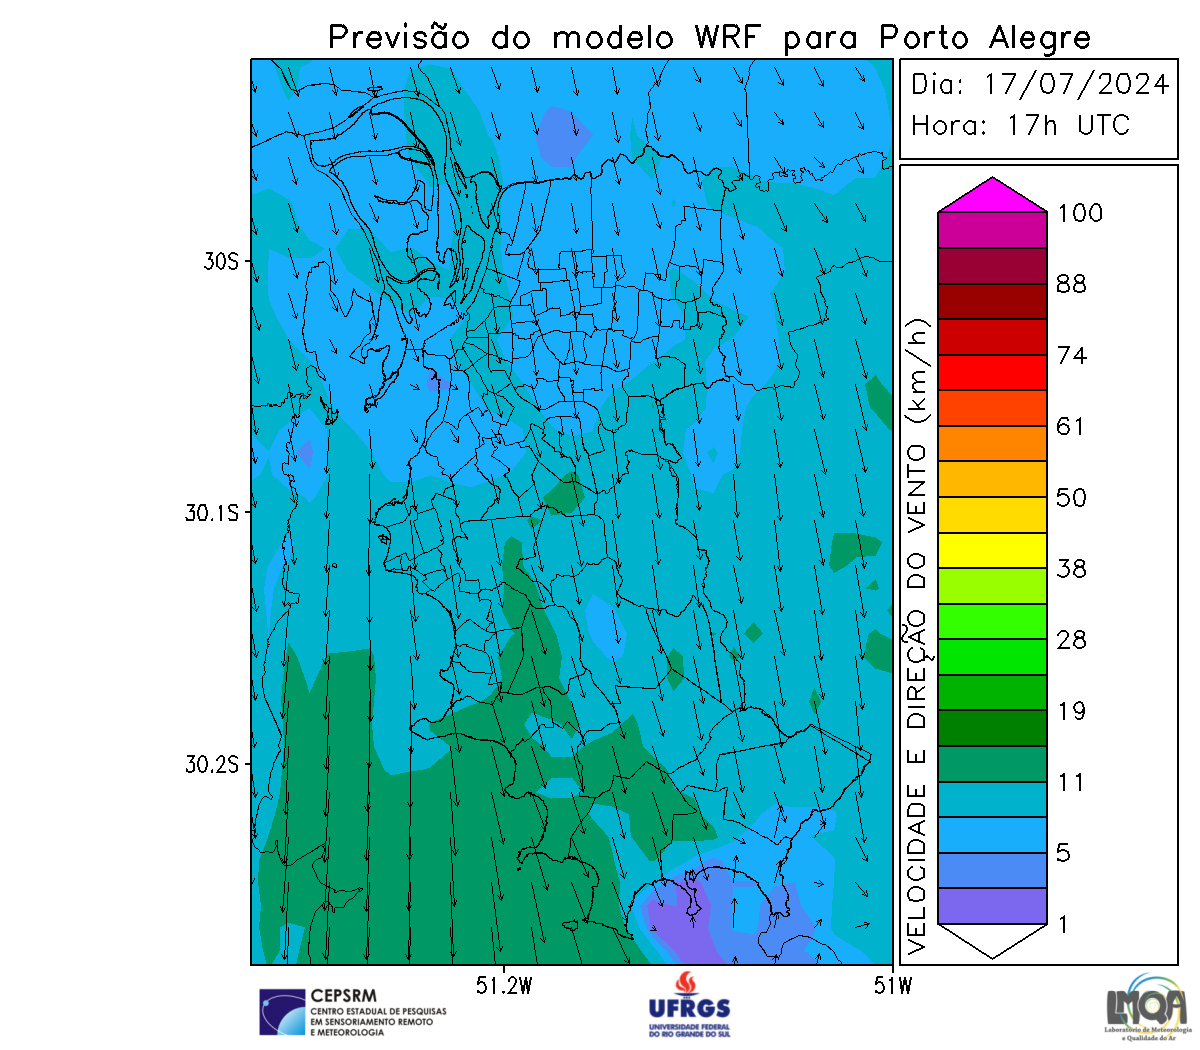 Previsão do modelo WRF para Porto Alegre
Dia: 17/07/2024
Hora: 17h UTC
VELOCIDADE E DIREÇÃO DO VENTO (km/h)
100
88
74
61
50
38
28
19
11
5
1
30S
30.1S
30.2S
51.2W
51W
CEPSRM
CENTRO ESTADUAL DE PESQUISAS
EM SENSORIAMENTO REMOTO
E METEOROLOGIA
UFRGS
UNIVERSIDADE FEDERAL
DO RIO GRANDE DO SUL
LMQA
Laboratório de Meteorologia
e Qualidade do Ar